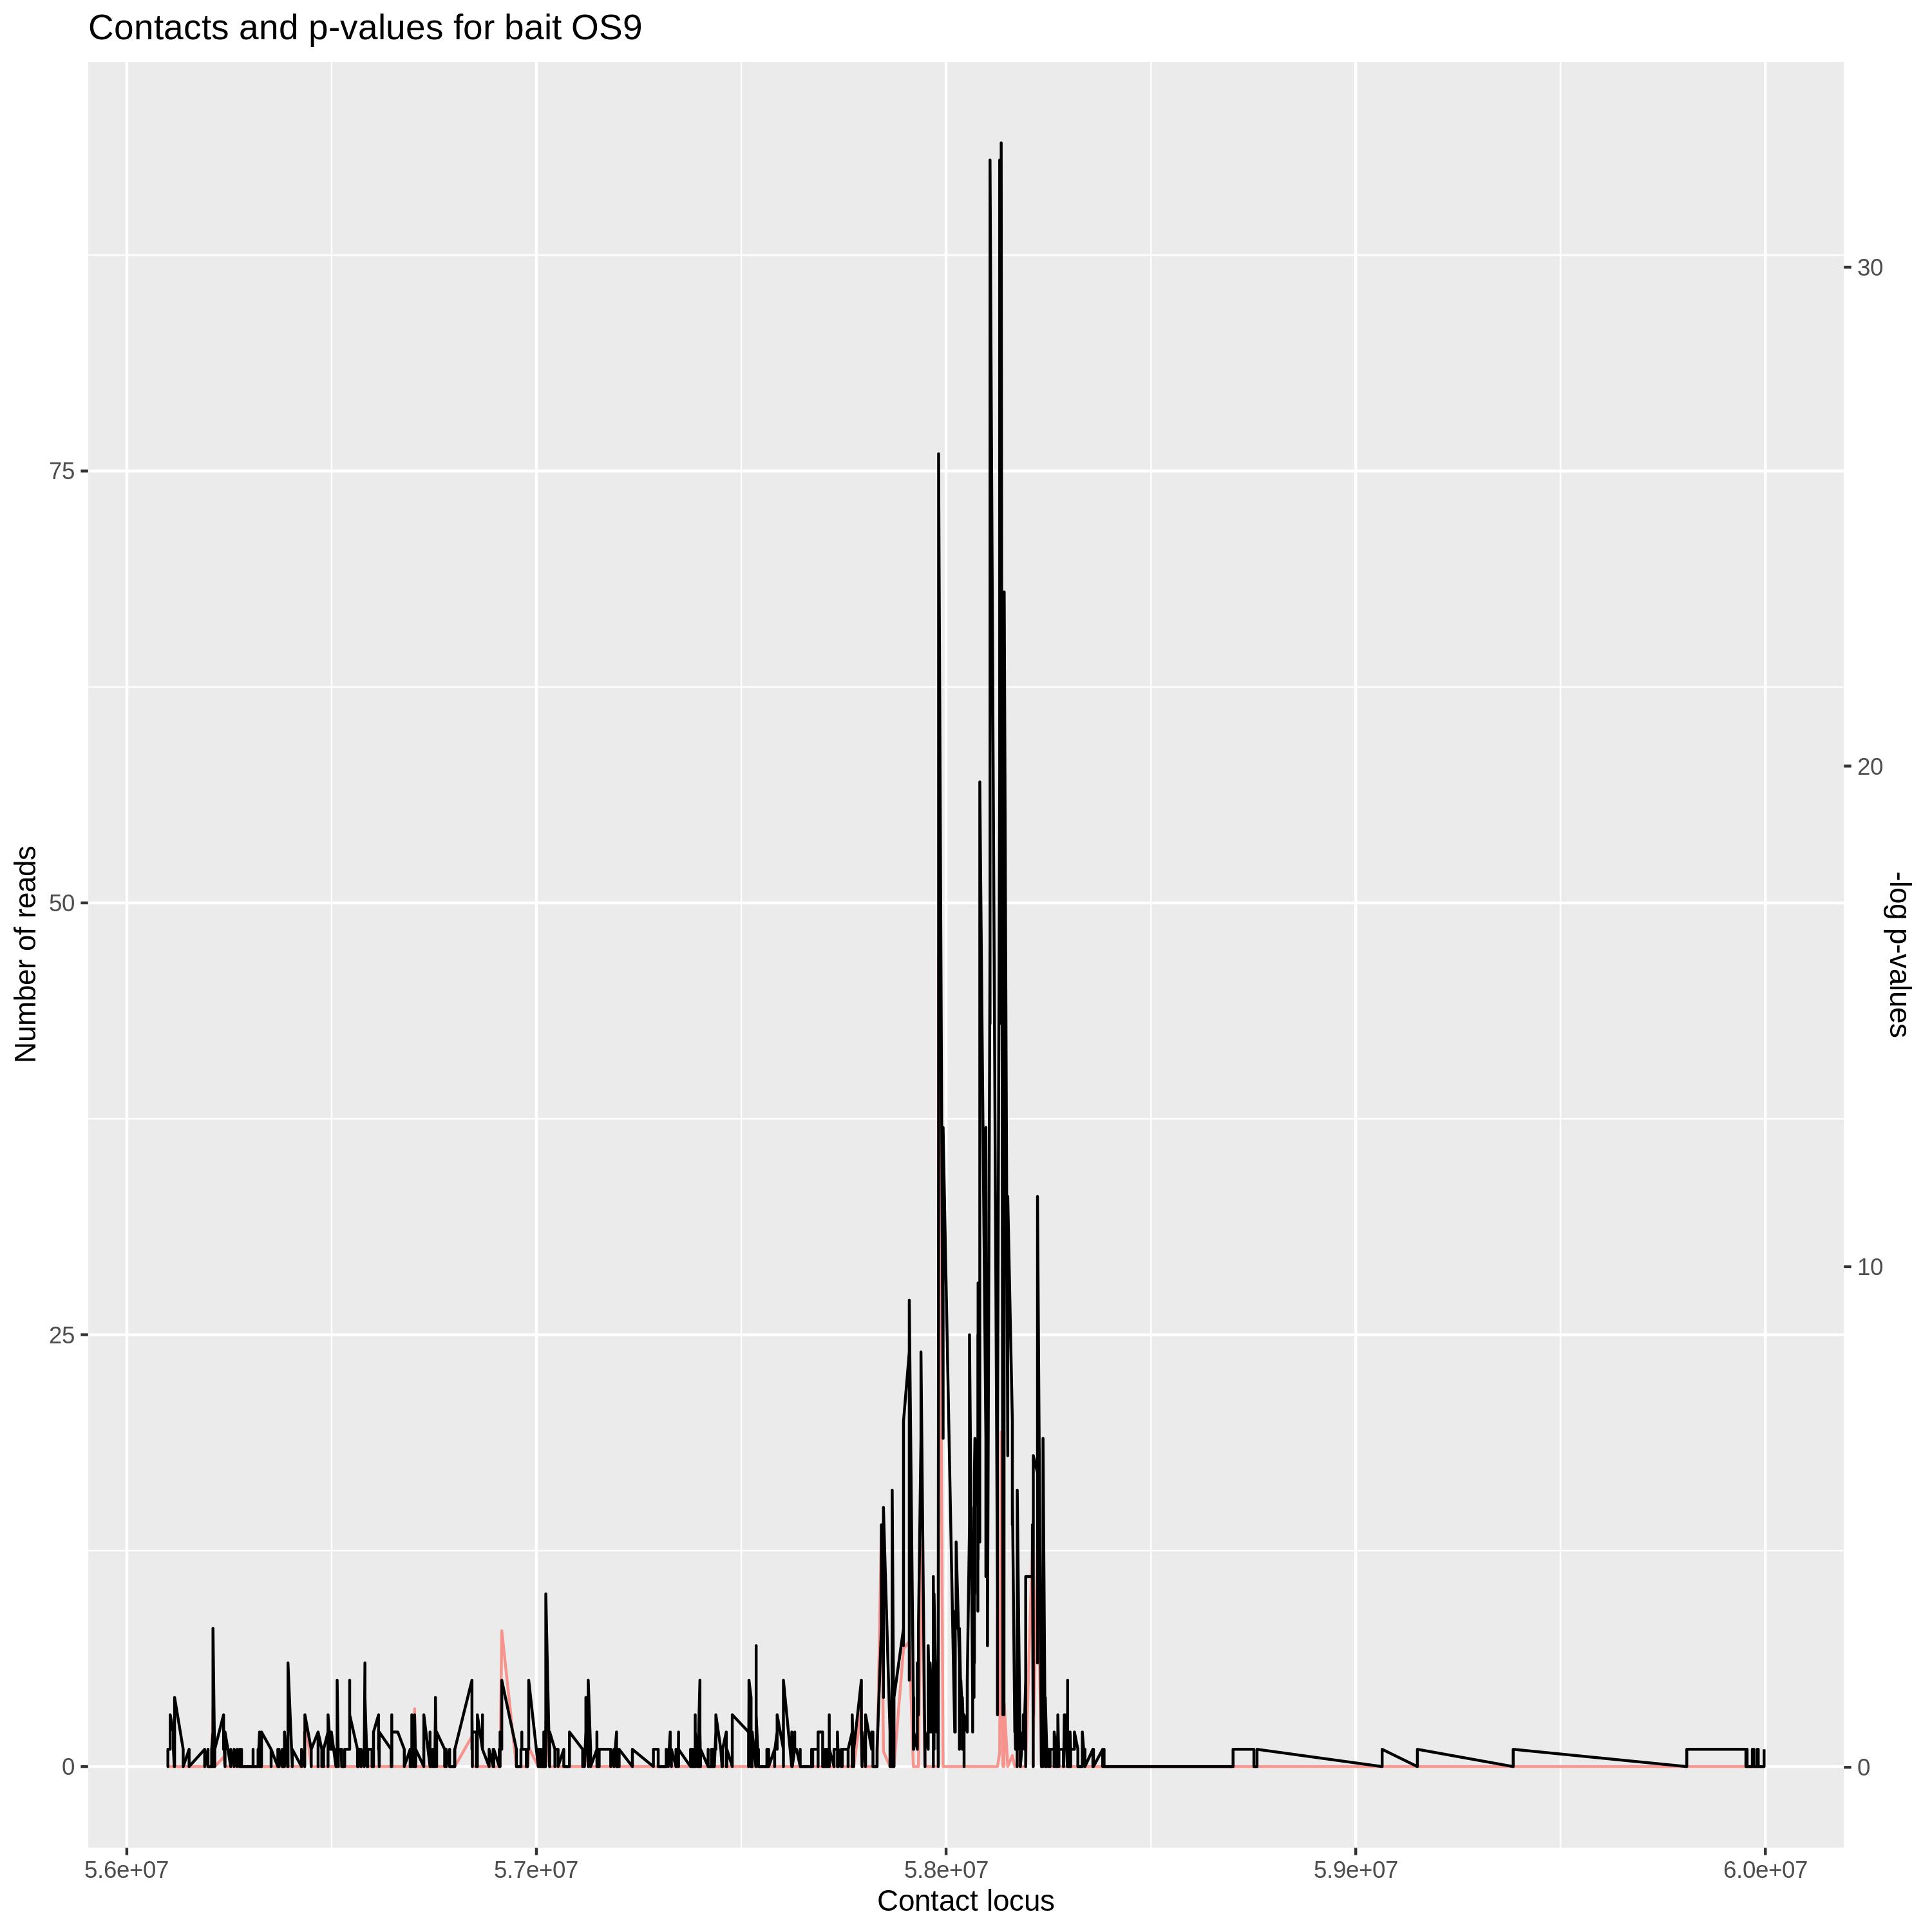 Contacts and p-values for bait OS9
Number of reads
75
50
25
0
30
20
10
0
-log p-values
5.6e+07 5.7e+07 5.8e+07 5.9e+07 6.0e+07
Contact locus